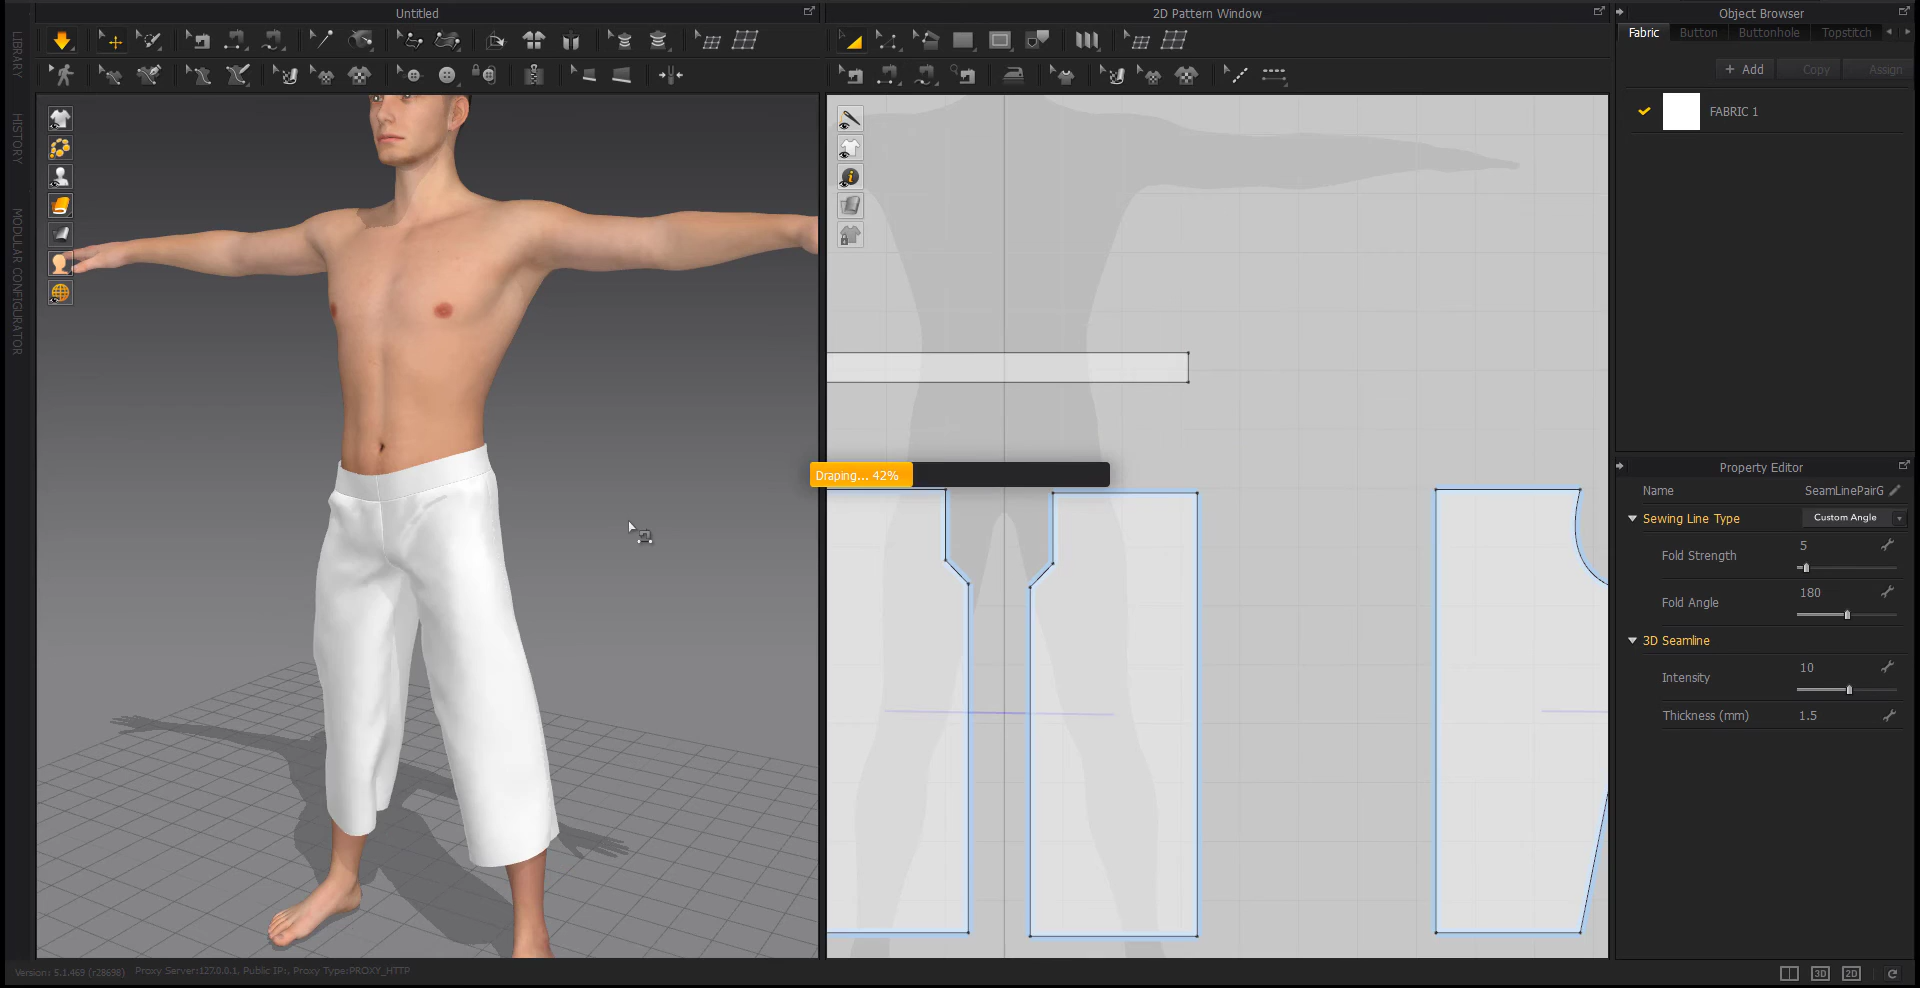 Untitled
2D Pattern Window
Object Browser
Fabric
Button
Buttonhole
Topstitch
+ Add
Copy
Assign
FABRIC 1
LIBRARY
HISTORY
MODULAR CONFIGURATOR
Draping... 42%
Property Editor
Name
SeamLinePairG
Sewing Line Type
Custom Angle
Fold Strength
5
Fold Angle
180
3D Seamline
Intensity
10
Thickness (mm)
1.5
Version: 5.1.469 (r28698)
Proxy Server:127.0.0.1, Public IP:, Proxy Type:PROXY_HTTP
3D
2D